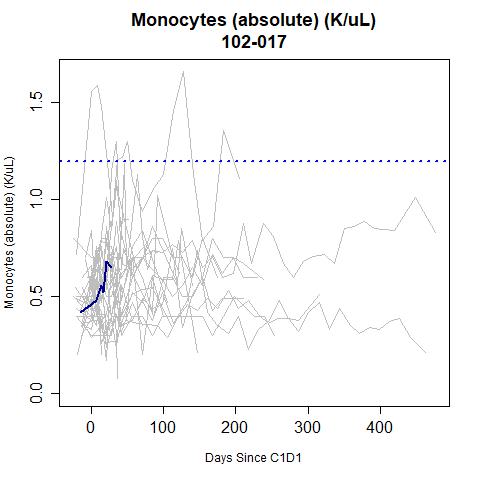 Monocytes (absolute) (K/uL)
102-017
Monocytes (absolute) (K/uL)
1.5
1.0
0.5
0.0
0 100 200 300 400
Days Since C1D1